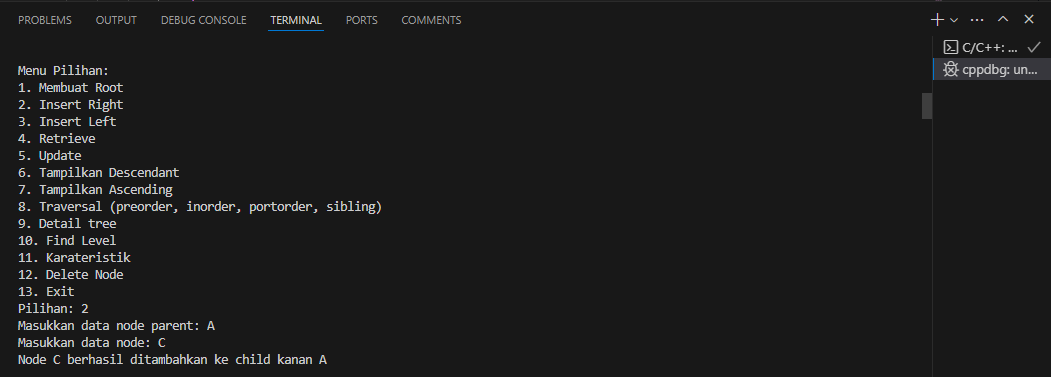 PROBLEMS OUTPUT DEBUG CONSOLE TERMINAL PORTS COMMENTS
C/C++: ...
cppdbg: un...
Menu Pilihan:
1. Membuat Root
2. Insert Right
3. Insert Left
4. Retrieve
5. Update
6. Tampilkan Descendant
7. Tampilkan Ascending
8. Traversal (preorder, inorder, portorder, sibling)
9. Detail tree
10. Find Level
11. Karateristik
12. Delete Node
13. Exit
Pilihan: 2
Masukkan data node parent: A
Masukkan data node: C
Node C berhasil ditambahkan ke child kanan A